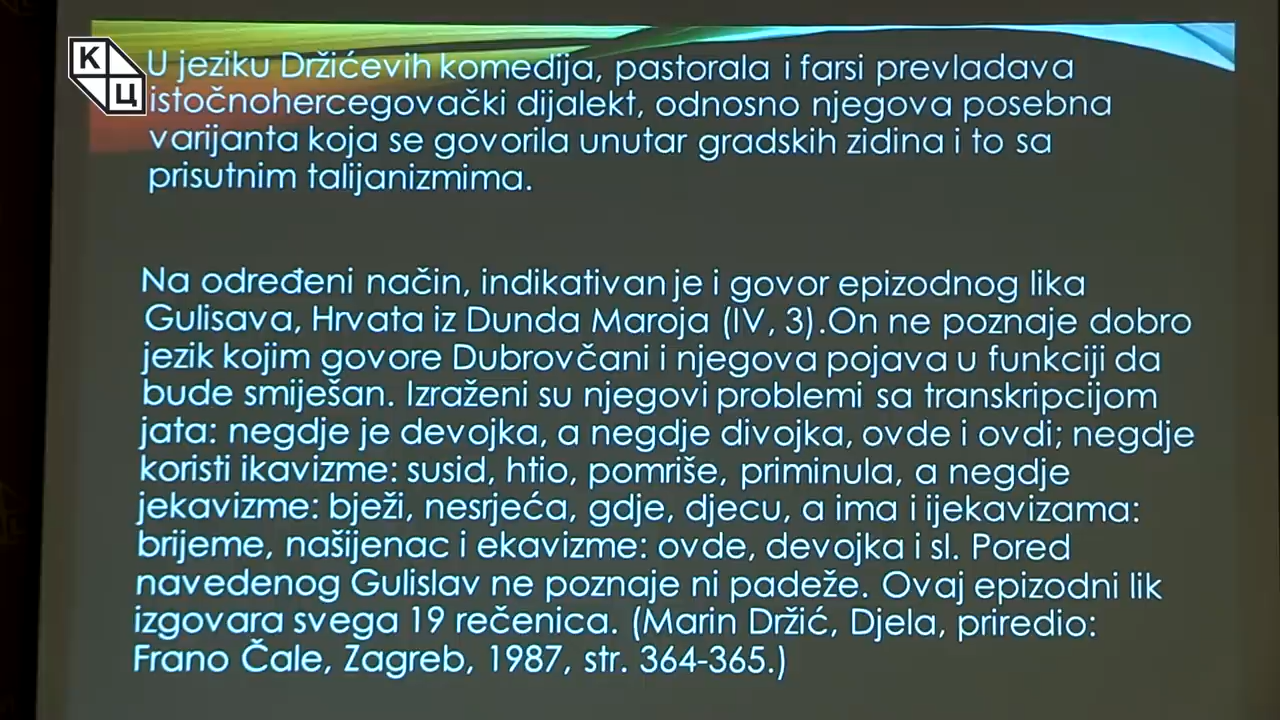 К
Ц
U jeziku Držićevih komedija, pastorala i farsi prevladava
istočnohercegovački dijalekt, odnosno njegova posebna
varijanta koja se govorila unutar gradskih zidina i to sa
prisutnim talijanizmima.
Na određeni način, indikativan je i govor epizodnog lika
Gulisava, Hrvata iz Dunda Maroja (IV, 3).On ne poznaje dobro
jezik kojim govore Dubrovčani i njegova pojava u funkciji da
bude smiješan. Izraženi su njegovi problemi sa transkripcijom
jata: negdje je devojka, a negdje divojka, ovde i ovdi; negdje
koristi ikavizme: susid, htio, pomriše, priminula, a negdje
jekavizme: bježi, nesrjeća, gdje, djecu, a ima i ijekavizama:
brijeme, našijenac i ekavizme: ovde, devojka i sl. Pored
navedenog Gulislav ne poznaje ni padeže. Ovaj epizodni lik
izgovara svega 19 rečenica. (Marin Držić, Djela, priredio:
Frano Čale, Zagreb, 1987, str. 364-365.)